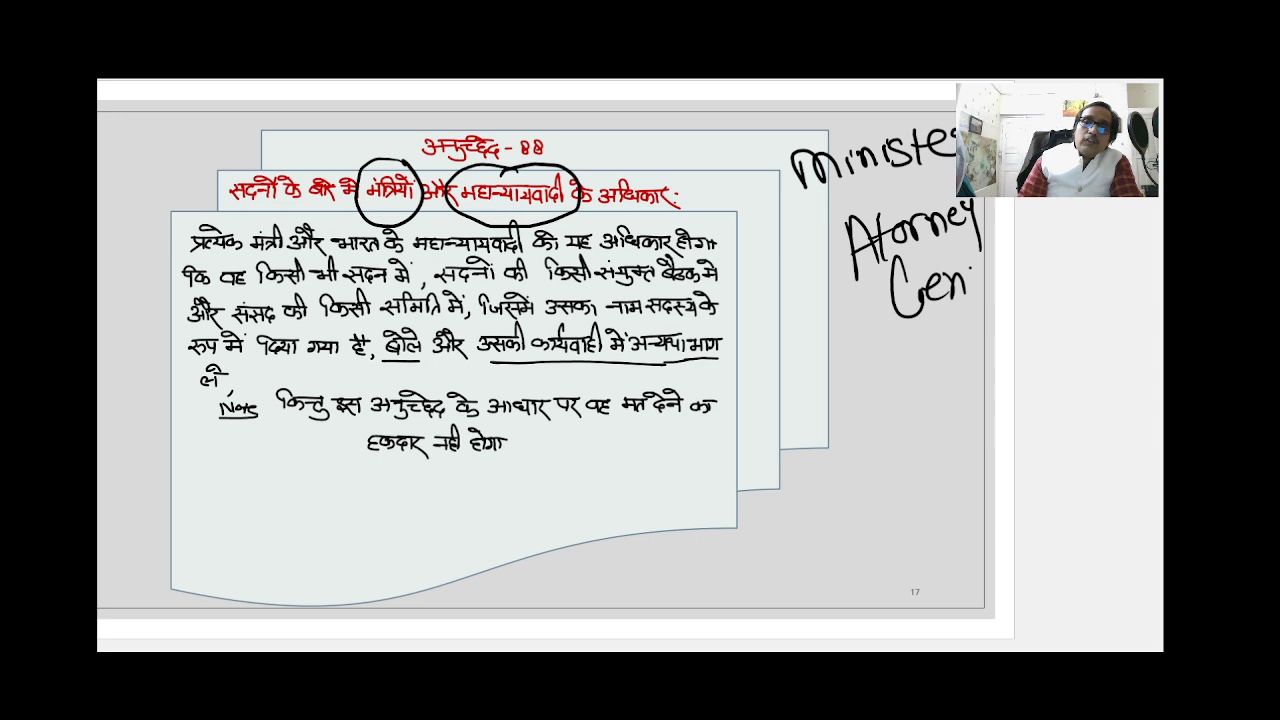 अनुच्छेद - 88
सदनों के बारे में मंत्रियों और महान्यायवादी के अधिकार:
प्रत्येक मंत्री और भारत के महान्यायवादी को यह अधिकार होगा
कि वह किसी भी सदन में, सदनों की किसी संयुक्त बैठक में
और संसद की किसी समिति में, जिसमें उसका नाम सदस्य के
रूप में दिया गया है, बोले और उसकी कार्यवाही में अन्यथा भाग
ले
किन्तु इस अनुच्छेद के आधार पर वह मत देने का
हकदार नही होगा
Ministe
Attorney
Gen
17